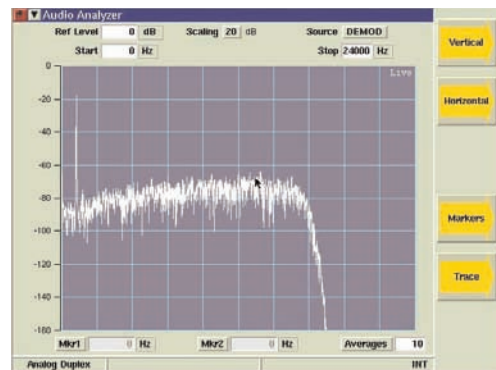 Audio Analyzer
Ref Level 0 dB Scaling 20 dB Source DEMOD
Start 0 Hz Stop 24000 Hz
Vertical
Horizontal
Markers
Trace
Live
0
-20
-40
-60
-80
-100
-120
-140
-160
Mkr1 0 Hz Mkr2 0 Hz Averages 10
Analog Duplex INT